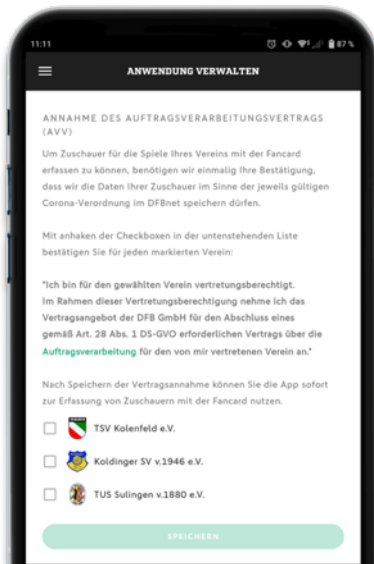 11:11
87 %
ANWENDUNG VERWALTEN
ANNAHME DES AUFTRAGSVERARBEITUNGSVERTRAGS
(AVV)
Um Zuschauer für die Spiele Ihres Vereins mit der Fancard
erfassen zu können, benötigen wir einmalig Ihre Bestätigung,
dass wir die Daten Ihrer Zuschauer im Sinne der jeweils gültigen
Corona-Verordnung im DFBnet speichern dürfen.
Mit anhaken der Checkboxen in der untenstehenden Liste
bestätigen Sie für jeden markierten Verein:
"Ich bin für den gewählten Verein vertretungsberechtigt.
Im Rahmen dieser Vertretungsberechtigung nehme ich das
Vertragsangebot der DFB GmbH für den Abschluss eines
gemäß Art. 28 Abs. 1 DS-GVO erforderlichen Vertrags über die
Auftragsverarbeitung für den von mir vertretenen Verein an."
Nach Speichern der Vertragsannahme können Sie die App sofort
zur Erfassung von Zuschauern mit der Fancard nutzen.
TSV Kolenfeld e.V.
Koldinger SV v.1946 e.V.
TUS Sulingen v.1880 e.V.
SPEICHERN